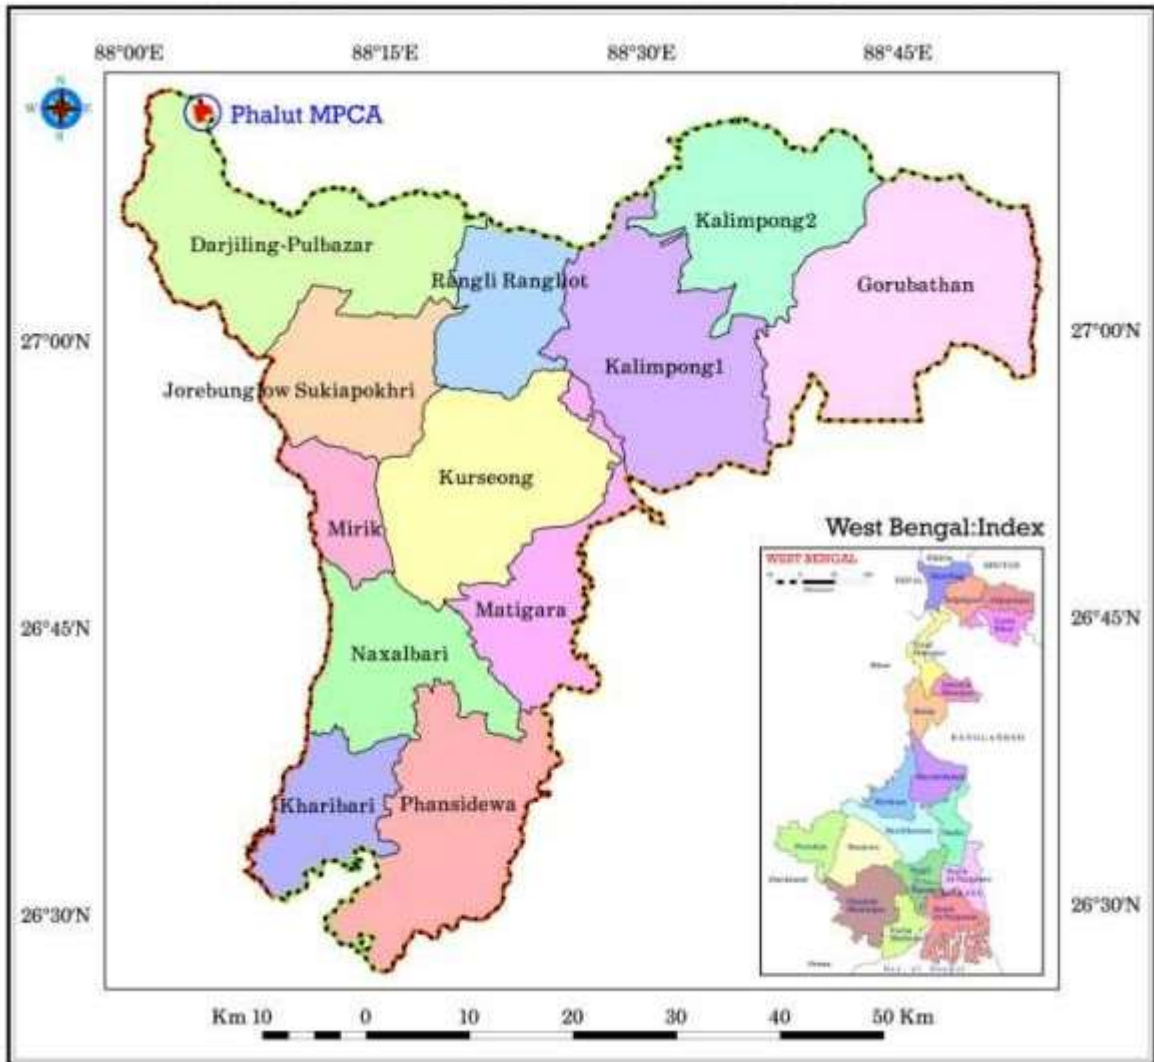 88°00'E 88°15'E 88°30'E 88°45'E
N
W E
S
Phalut MPCA
Kalimpong2
Darjiling-Pulbazar
Rangli Rangliot
Gorubathan
27°00'N 27°00'N
Kalimpong1
Jorebunglow Sukiapokhri
Kurseong
Mirik
West Bengal:Index
WEST BENGAL
Matigara
26°45'N 26°45'N
Naxalbari
BANGLADESH
Kharibari
Phansidewa
26°30'N 26°30'N
Km 10 0 10 20 30 40 50 Km